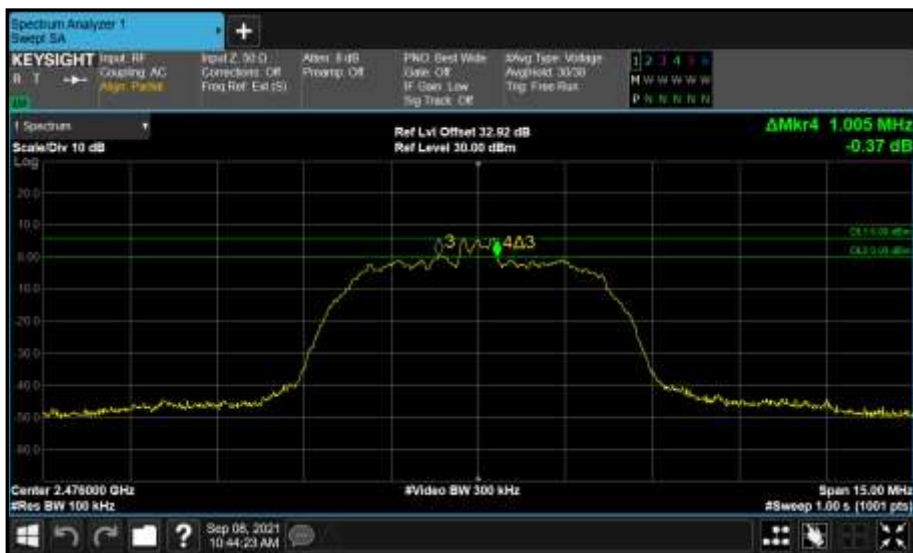 Spectrum Analyzer 1
Swept SA
+
KEYSIGHT
R T
Input: RF
Coupling: AC
Align: Partial
Input Z: 50 Ω
Corrections: Off
Freq Ref: Ext (S)
Atten: 8 dB
Preamp: Off
PNO: Best Wide
Gate: Off
IF Gain: Low
Sig Track: Off
#Avg Type: Voltage
Avg|Hold: 30/30
Trig: Free Run
1 2 3 4 5 6
M W W W W W
P N N N N N
1 Spectrum
Scale/Div 10 dB
Ref Lvl Offset 32.92 dB
Ref Level 30.00 dBm
ΔMkr4 1.005 MHz
-0.37 dB
Log
20.0
10.0
0.00
-10.0
-20.0
-30.0
-40.0
-50.0
-60.0
3
4Δ3
Center 2.476000 GHz
#Res BW 100 kHz
#Video BW 300 kHz
Span 15.00 MHz
#Sweep 1.00 s (1001 pts)
?
Sep 08, 2021
10:44:23 AM